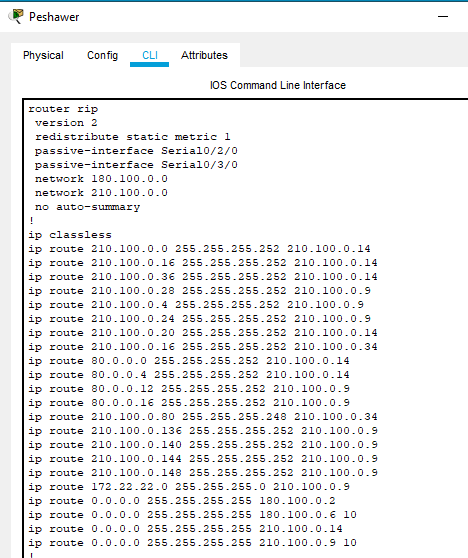 Peshawer
Physical Config CLI Attributes
IOS Command Line Interface
router rip
version 2
redistribute static metric 1
passive-interface Serial0/2/0
passive-interface Serial0/3/0
network 180.100.0.0
network 210.100.0.0
no auto-summary
!
ip classless
ip route 210.100.0.0 255.255.255.252 210.100.0.14
ip route 210.100.0.16 255.255.255.252 210.100.0.14
ip route 210.100.0.36 255.255.255.252 210.100.0.14
ip route 210.100.0.28 255.255.255.252 210.100.0.9
ip route 210.100.0.4 255.255.255.252 210.100.0.9
ip route 210.100.0.24 255.255.255.252 210.100.0.9
ip route 210.100.0.20 255.255.255.252 210.100.0.14
ip route 210.100.0.16 255.255.255.252 210.100.0.34
ip route 80.0.0.0 255.255.255.252 210.100.0.14
ip route 80.0.0.4 255.255.255.252 210.100.0.14
ip route 80.0.0.12 255.255.255.252 210.100.0.9
ip route 80.0.0.16 255.255.255.252 210.100.0.9
ip route 210.100.0.80 255.255.255.248 210.100.0.34
ip route 210.100.0.136 255.255.255.252 210.100.0.9
ip route 210.100.0.140 255.255.255.252 210.100.0.9
ip route 210.100.0.144 255.255.255.252 210.100.0.9
ip route 210.100.0.148 255.255.255.252 210.100.0.9
ip route 172.22.22.0 255.255.255.0 210.100.0.9
ip route 0.0.0.0 255.255.255.255 180.100.0.2
ip route 0.0.0.0 255.255.255.255 180.100.0.6 10
ip route 0.0.0.0 255.255.255.255 210.100.0.14
ip route 0.0.0.0 255.255.255.255 210.100.0.9 10
!